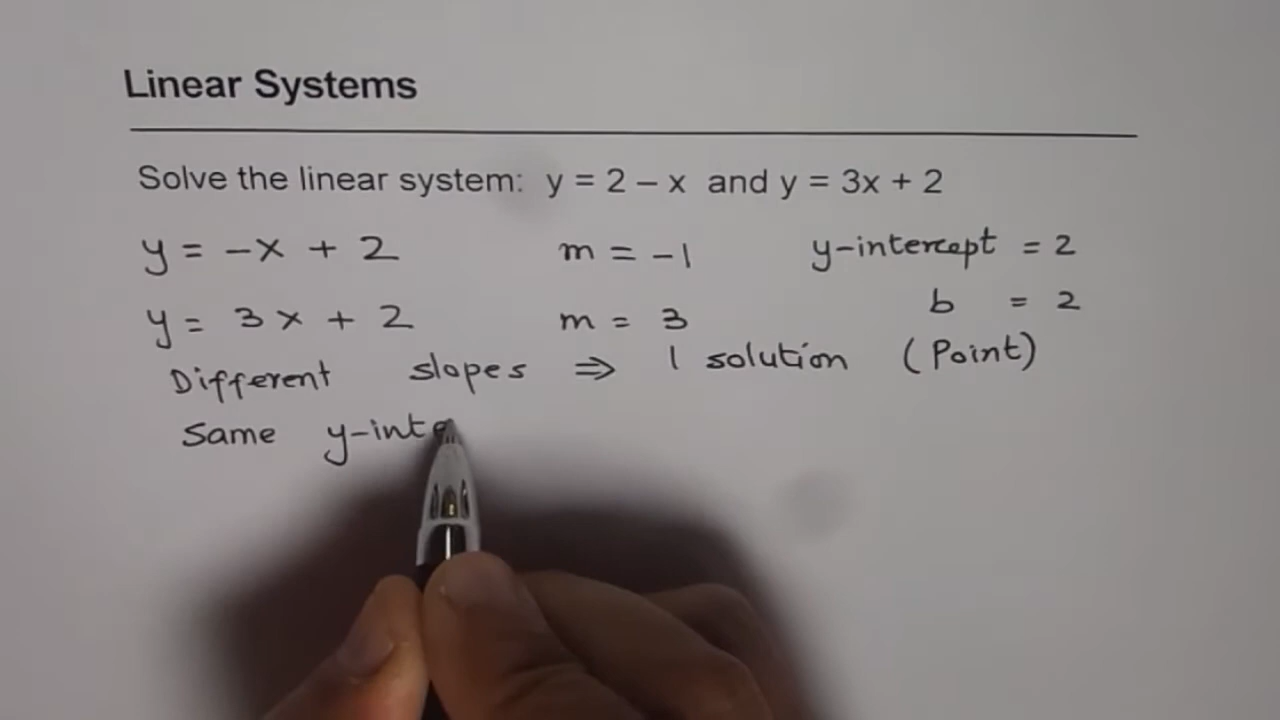 Linear Systems
Solve the linear system: y = 2 – x and y = 3x + 2
y = -x + 2 m = -1 y-intercept = 2
y = 3x + 2 m = 3 b = 2
Different slopes ⇒ 1 solution (Point)
Same y-inte